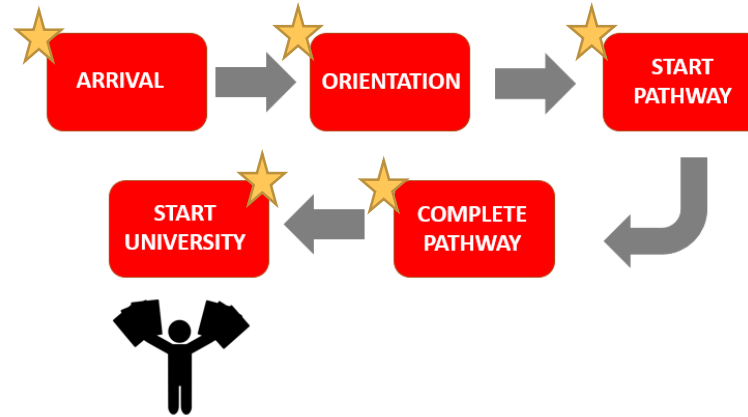 ARRIVAL
ORIENTATION
START
PATHWAY
START
UNIVERSITY
COMPLETE
PATHWAY